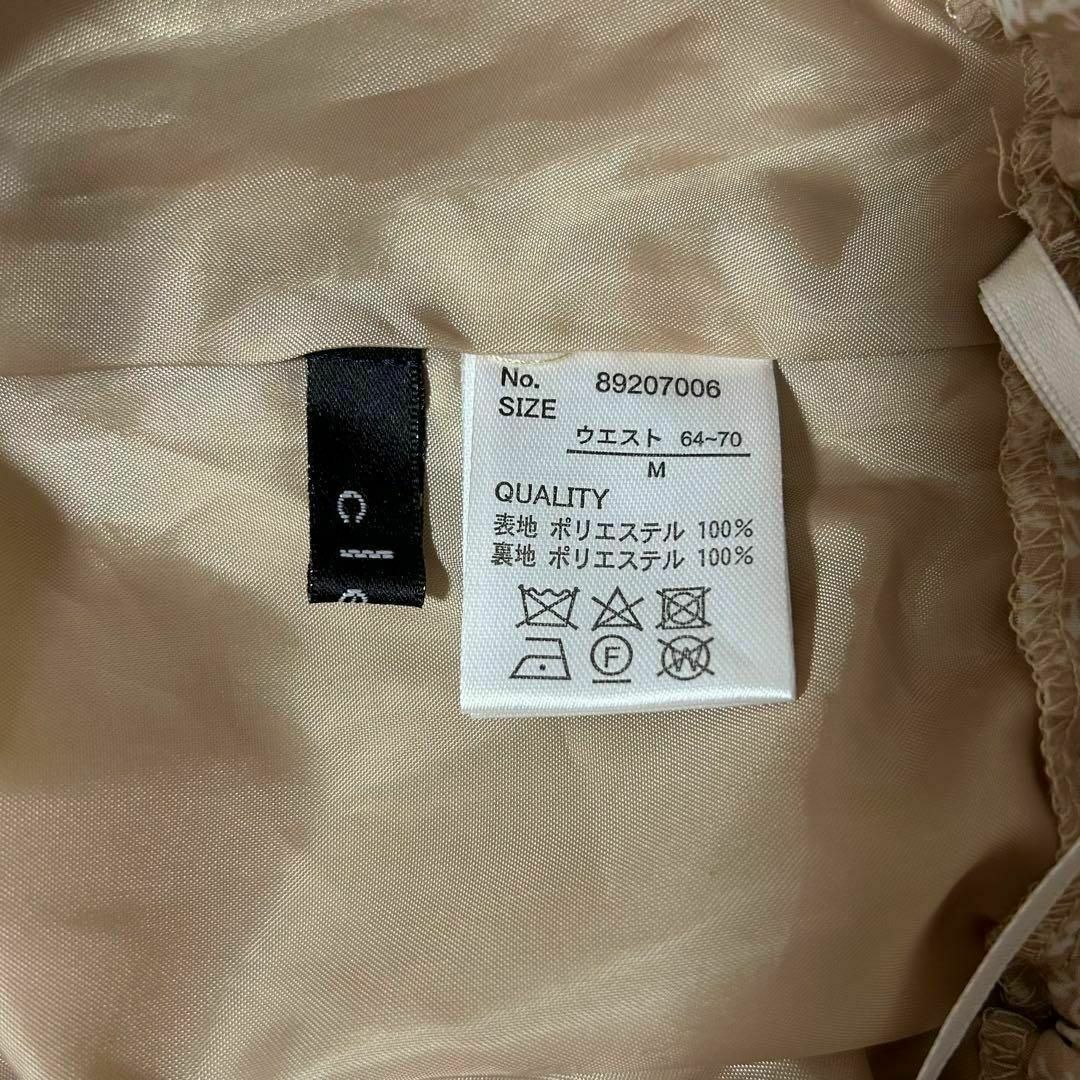 No. 89207006
SIZE
ウエスト 64~70
M
QUALITY
表地 ポリエステル 100%
裏地 ポリエステル 100%
F
W